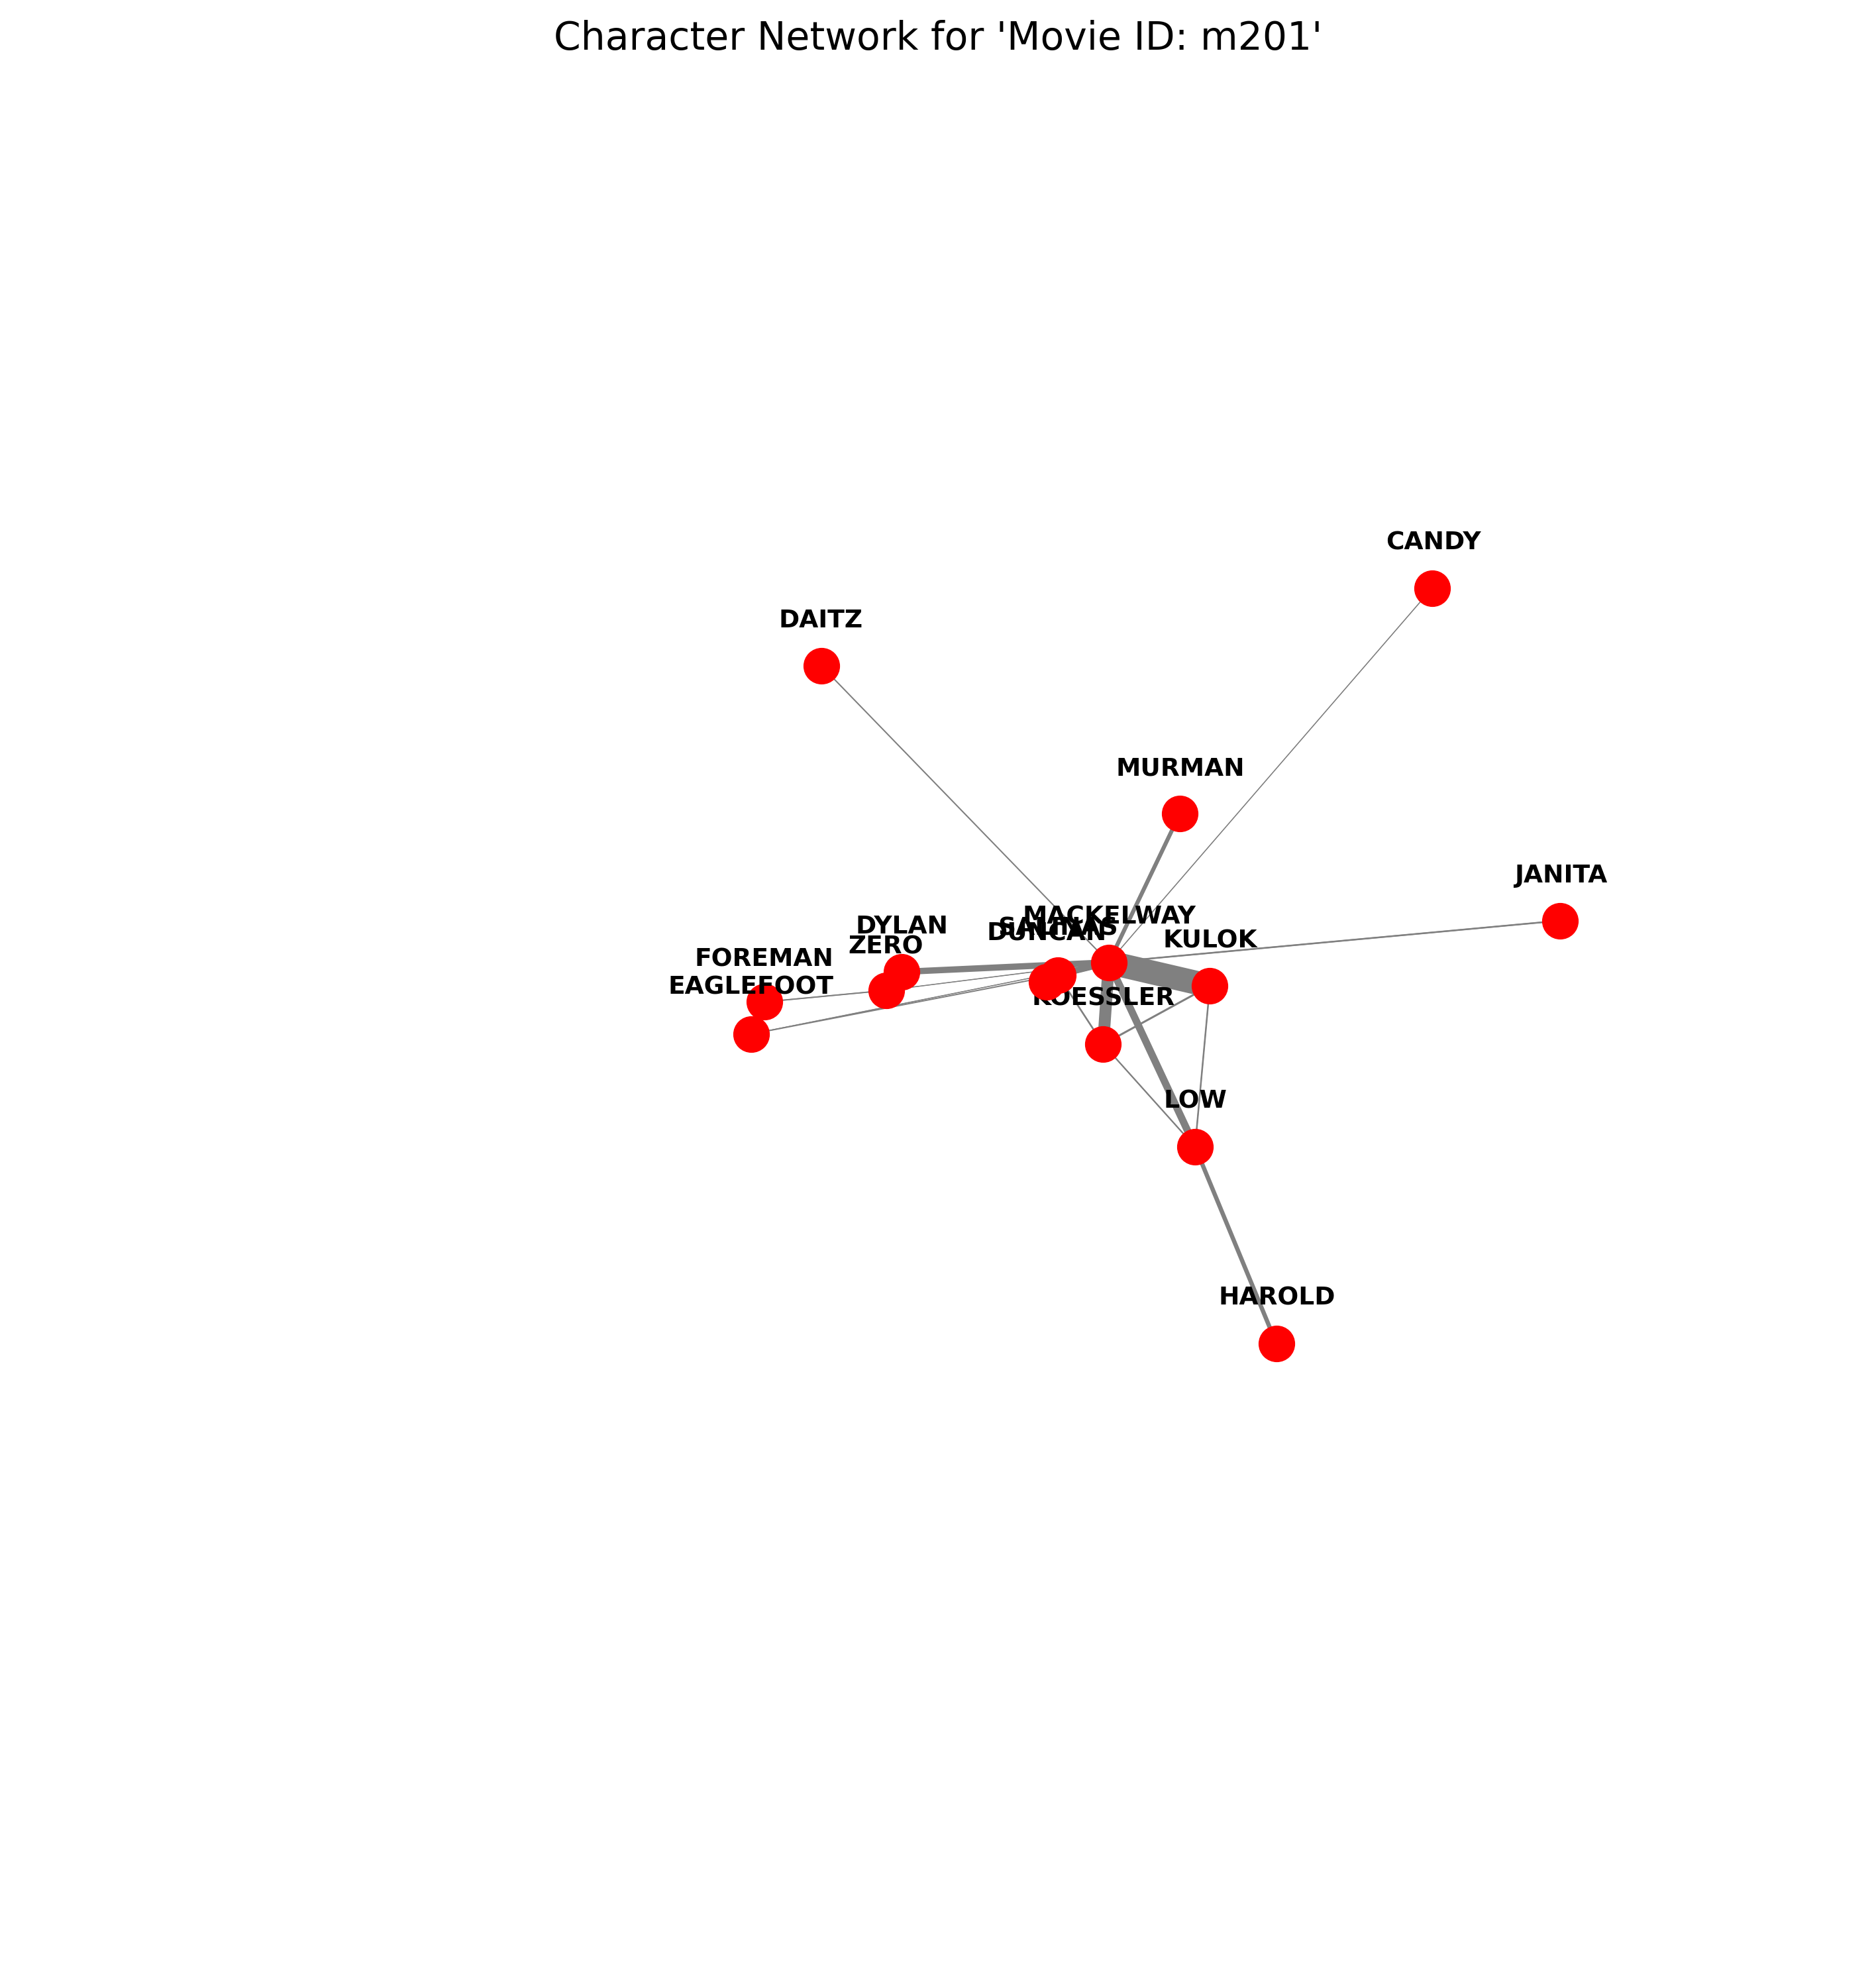 Character Network for 'Movie ID: m201'
CANDY
DAITZ
MURMAN
JANITA
MACKELWAY
DYLAN
DUNCAN
KULOK
ZERO
FOREMAN
EAGLEFOOT
KOESSLER
LOW
HAROLD